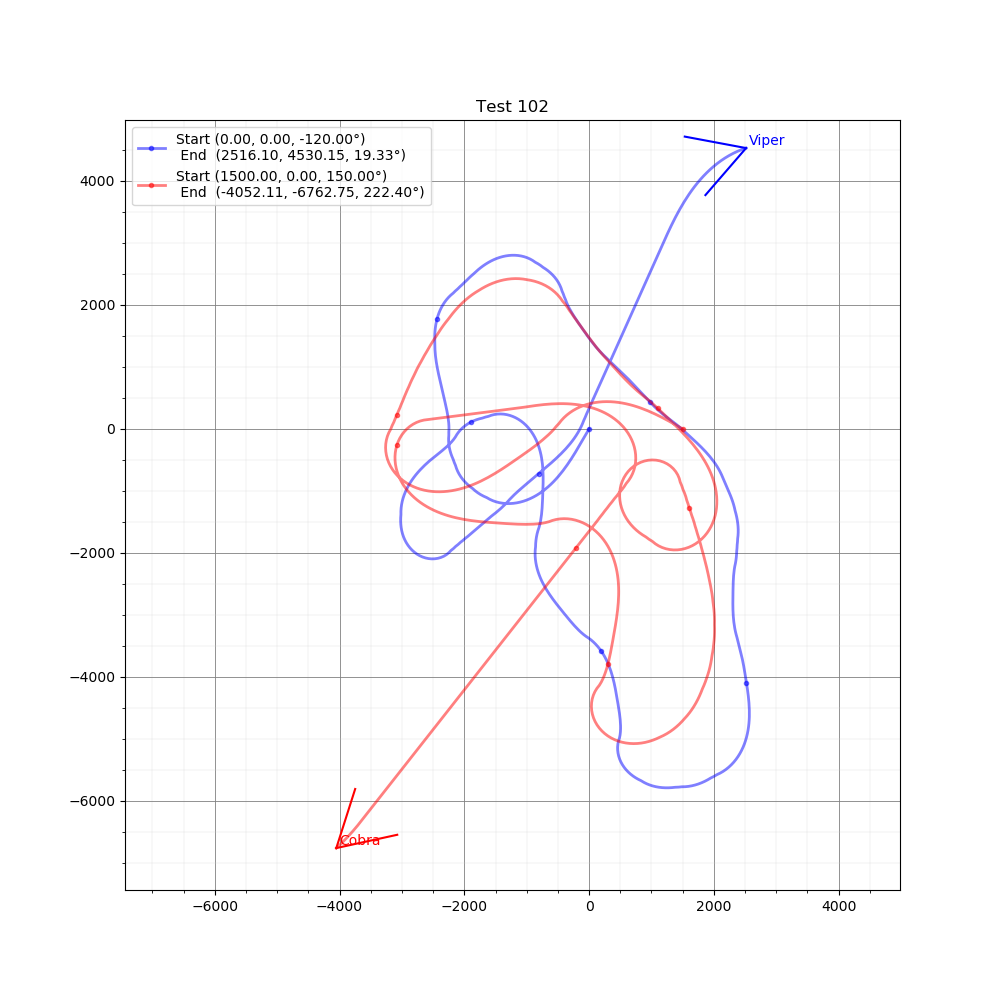 Test 102
Start (0.00, 0.00, -120.00°)
End  (2516.10, 4530.15, 19.33°)
Start (1500.00, 0.00, 150.00°)
End  (-4052.11, -6762.75, 222.40°)
Viper
Cobra
4000
2000
0
−2000
−4000
−6000
−6000
−4000
−2000
0
2000
4000